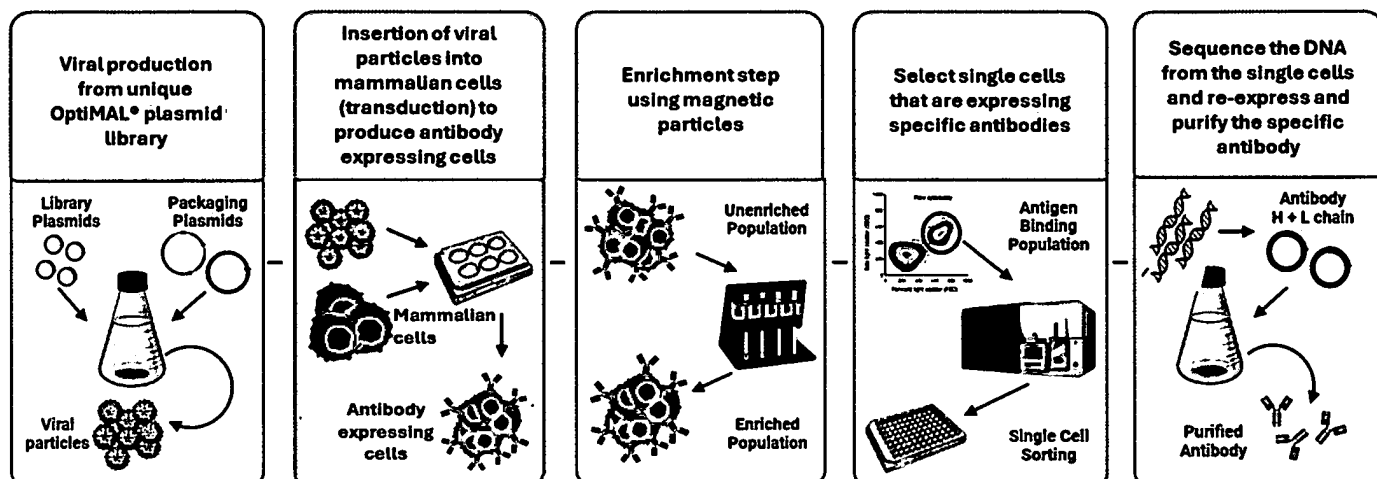 Viral production
from unique
OptiMAL® plasmid
library
Insertion of viral
particles into
mammalian cells
(transduction) to
produce antibody
expressing cells
Enrichment step
using magnetic
particles
Select single cells
that are expressing
specific antibodies
Sequence the DNA
from the single cells
and re-express and
purify the specific
antibody
Library
Plasmids
Packaging
Plasmids
Viral
particles
Mammalian
cells
Antibody
expressing
cells
Unenriched
Population
Enriched
Population
Flow cytometry
Antigen
Binding
Population
Single Cell
Sorting
Antibody
H + L chain
Purified
Antibody